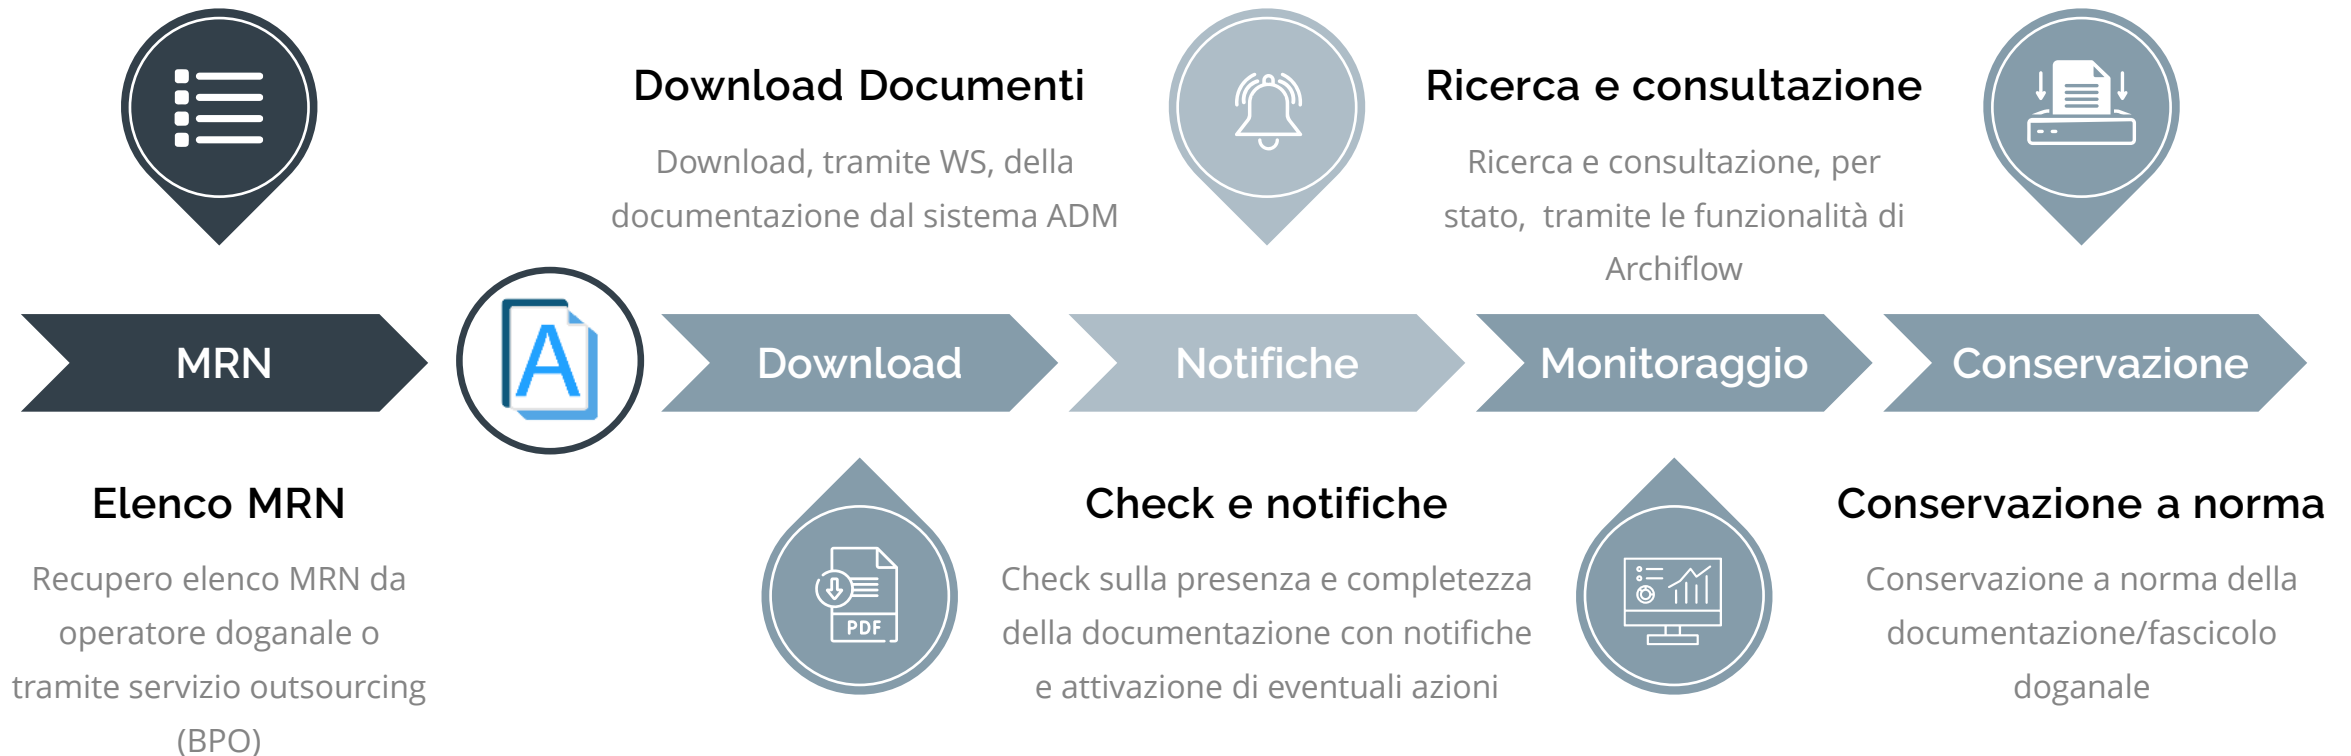 Download Documenti
Download, tramite WS, della
documentazione dal sistema ADM
Ricerca e consultazione
Ricerca e consultazione, per
stato, tramite le funzionalità di
Archiflow
MRN
A
Download
Notifiche
Monitoraggio
Conservazione
Elenco MRN
Recupero elenco MRN da
operatore doganale o
tramite servizio outsourcing
(BPO)
PDF
Check e notifiche
Check sulla presenza e completezza
della documentazione con notifiche
e attivazione di eventuali azioni
Conservazione a norma
Conservazione a norma della
documentazione/fascicolo
doganale